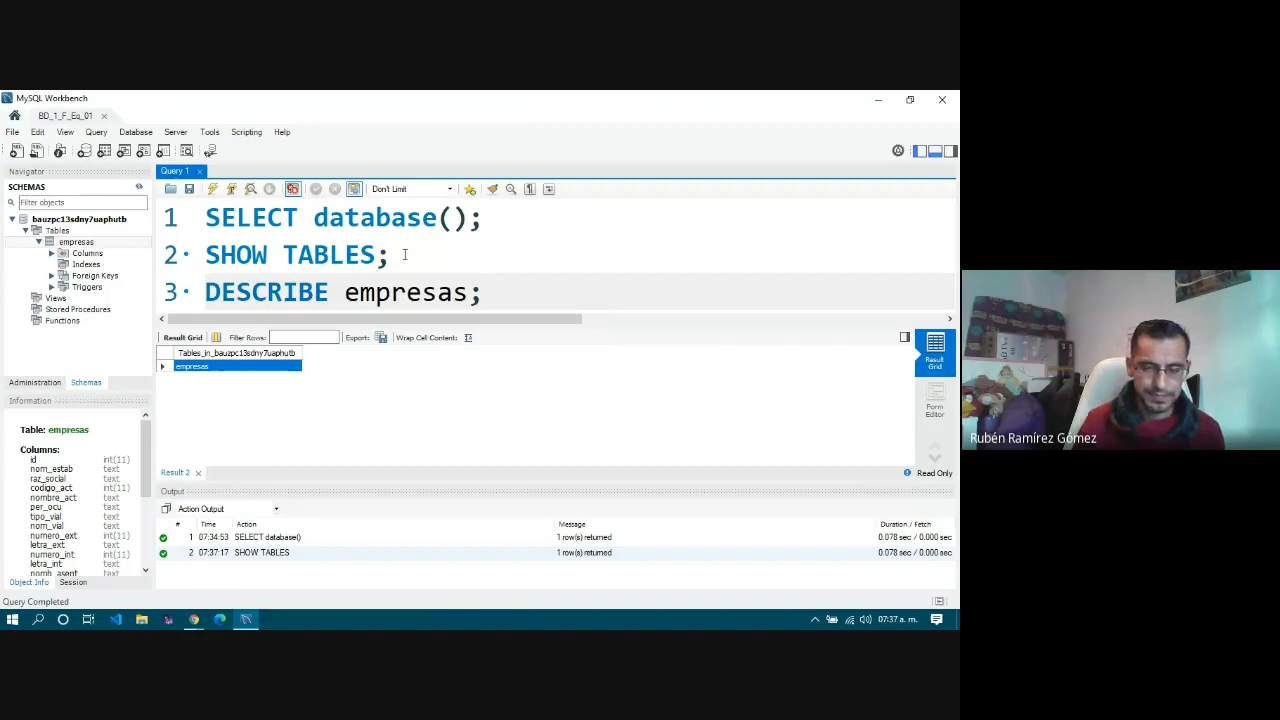 MySQL Workbench
BD_1_F_Eq_01
File Edit View Query Database Server Tools Scripting Help
Navigator
SCHEMAS
Filter objects
bauzpc13sdny7uaphutb
Tables
empresas
Columns
Indexes
Foreign Keys
Triggers
Views
Stored Procedures
Functions
Administration Schemas
Information
Table: empresas
Columns:
id int(11)
nom_estab text
raz_social text
codigo_act int(11)
nombre_act text
per_ocu text
tipo_vial text
nom_vial text
numero_ext int(11)
letra_ext text
numero_int int(11)
letra_int text
nomb_asent text
Object Info Session
Query 1
Don't Limit
1 SELECT database();
2 SHOW TABLES;
3 DESCRIBE empresas;
Result Grid Filter Rows: Export: Wrap Cell Content:
Tables_in_bauzpc13sdny7uaphutb
empresas
Result Grid
Form Editor
Result 2
Read Only
Output
Action Output
# Time Action Message Duration / Fetch
1 07:34:53 SELECT database() 1 row(s) returned 0.078 sec / 0.000 sec
2 07:37:17 SHOW TABLES 1 row(s) returned 0.078 sec / 0.000 sec
Query Completed
07:37 a. m.
Rubén Ramírez Gómez